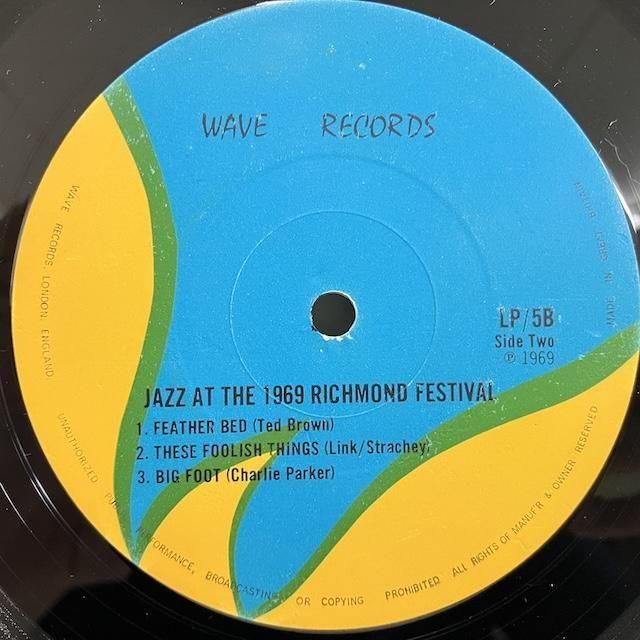 WAVE RECORDS
LP/5B
Side Two
℗ 1969
JAZZ AT THE 1969 RICHMOND FESTIVAL
1. FEATHER BED (Ted Brown)
2. THESE FOOLISH THINGS (Link/Strachey)
3. BIG FOOT (Charlie Parker)
WAVE RECORDS, LONDON, ENGLAND
UNAUTHORIZED PERFORMANCE, BROADCASTING OR COPYING PROHIBITED ALL RIGHTS OF MANUF'R & OWNER RESERVED
MADE IN